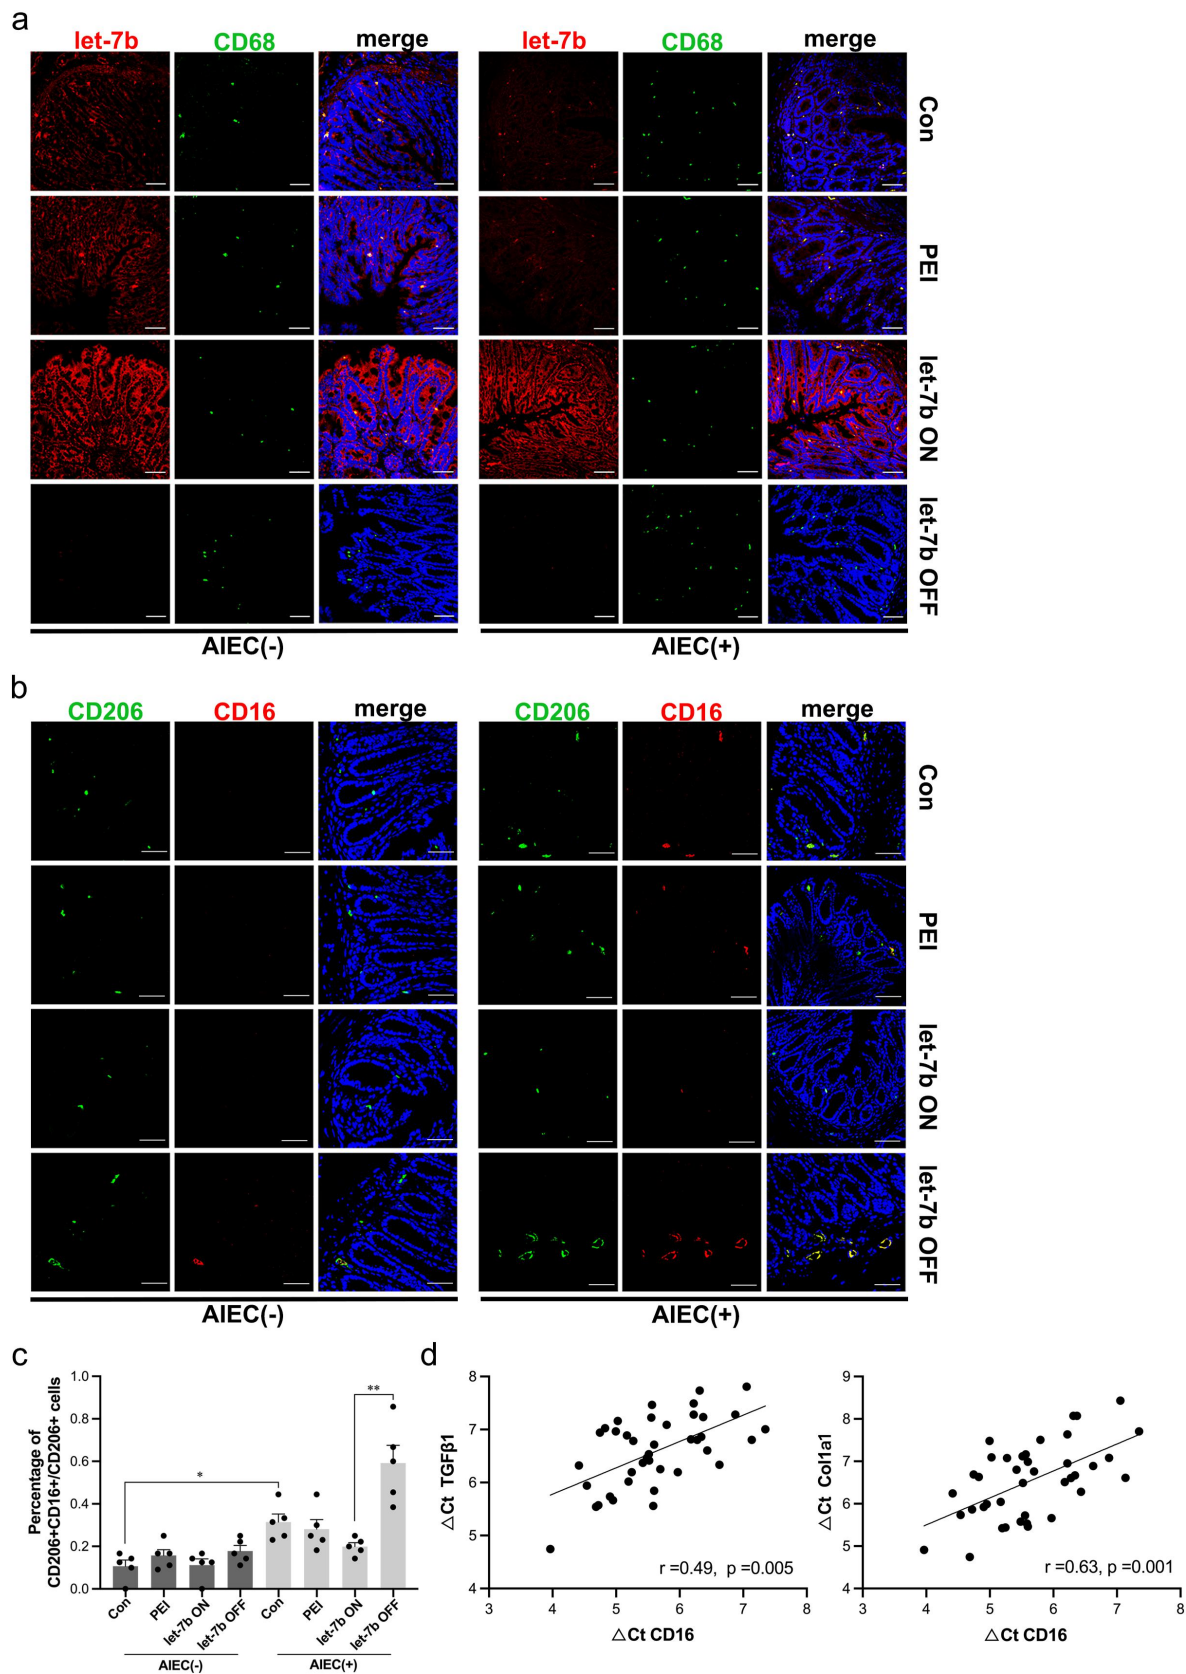 a
let-7b CD68 merge let-7b CD68 merge
Con
PEI
let-7b ON
let-7b OFF
AIEC(-) AIEC(+)
b
CD206 CD16 merge CD206 CD16 merge
Con
PEI
let-7b ON
let-7b OFF
AIEC(-) AIEC(+)
c
Percentage of
CD206+CD16+/CD206+ cells
1.0
0.8
0.6
0.4
0.2
0.0
*
**
Con PEI let-7b ON let-7b OFF Con PEI let-7b ON let-7b OFF
AIEC(-) AIEC(+)
d
△Ct TGFβ1
8
7
6
5
4
3 4 5 6 7 8
r =0.49, p =0.005
△Ct CD16
△Ct Col1a1
9
8
7
6
5
4
3 4 5 6 7 8
r =0.63, p =0.001
△Ct CD16